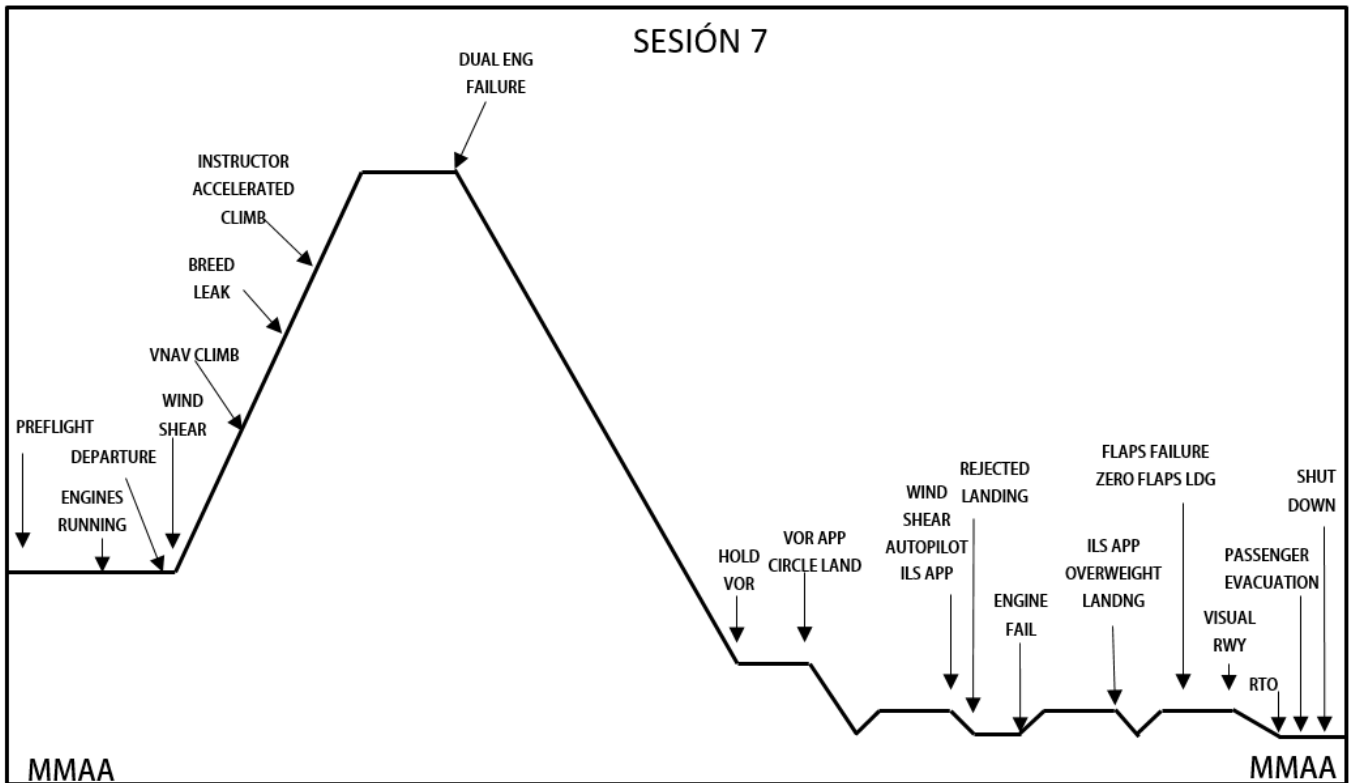 SESIÓN 7
DUAL ENG
FAILURE
INSTRUCTOR
ACCELERATED
CLIMB
BREED
LEAK
VNAV CLIMB
WIND
SHEAR
PREFLIGHT
DEPARTURE
ENGINES
RUNNING
HOLD
VOR
VOR APP
CIRCLE LAND
WIND
SHEAR
AUTOPILOT
ILS APP
REJECTED
LANDING
ENGINE
FAIL
ILS APP
OVERWEIGHT
LANDNG
FLAPS FAILURE
ZERO FLAPS LDG
VISUAL
RWY
RTO
PASSENGER
EVACUATION
SHUT
DOWN
MMAA
MMAA